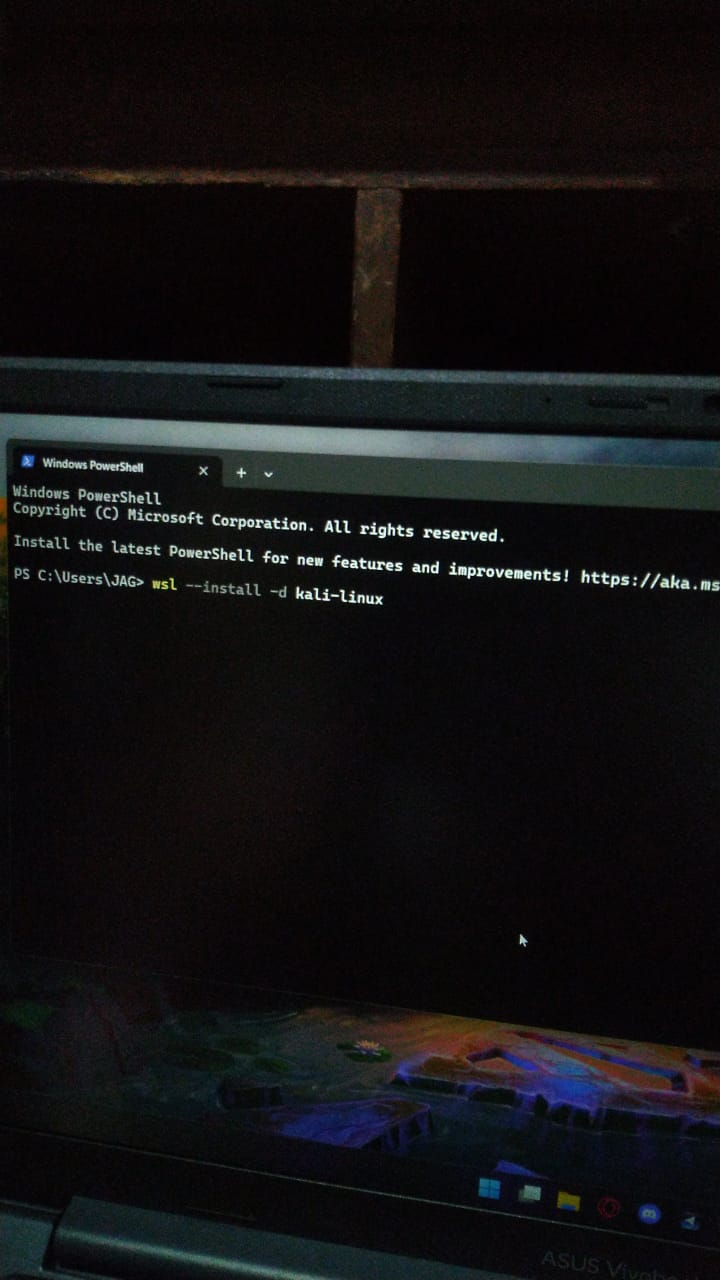 Windows PowerShell
Windows PowerShell
Copyright (C) Microsoft Corporation. All rights reserved.
Install the latest PowerShell for new features and improvements! https://aka.ms
PS C:\Users\JAG> wsl --install -d kali-linux
ASUS